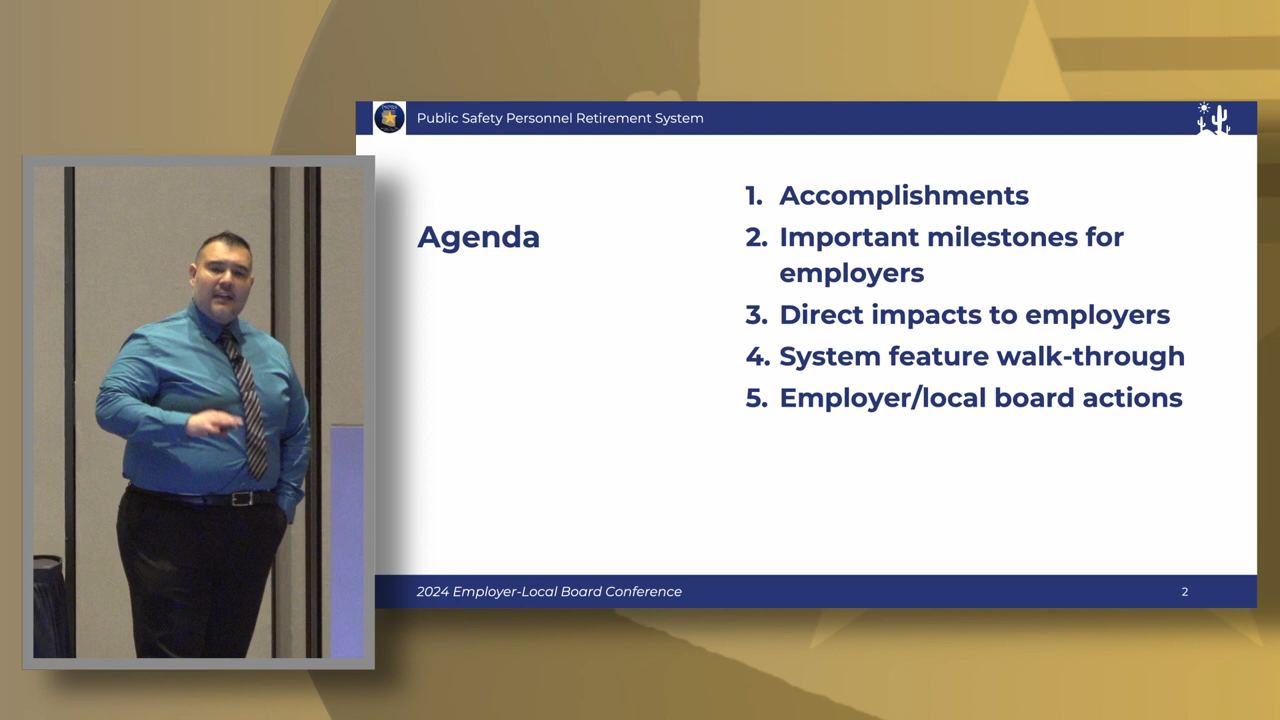 Public Safety Personnel Retirement System
Agenda
1. Accomplishments
2. Important milestones for
employers
3. Direct impacts to employers
4. System feature walk-through
5. Employer/local board actions
2024 Employer-Local Board Conference
2